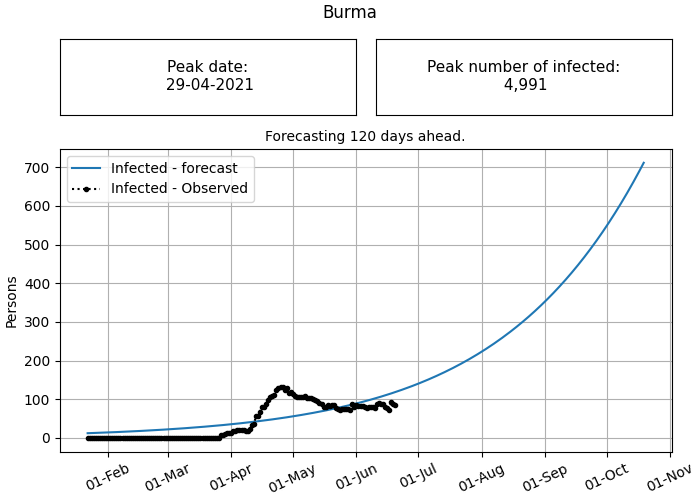 Burma
Peak date:
29-04-2021
Peak number of infected:
4,991
Forecasting 120 days ahead.
Infected - forecast
Infected - Observed
Persons
700
600
500
400
300
200
100
0
01-Feb
01-Mar
01-Apr
01-May
01-Jun
01-Jul
01-Aug
01-Sep
01-Oct
01-Nov